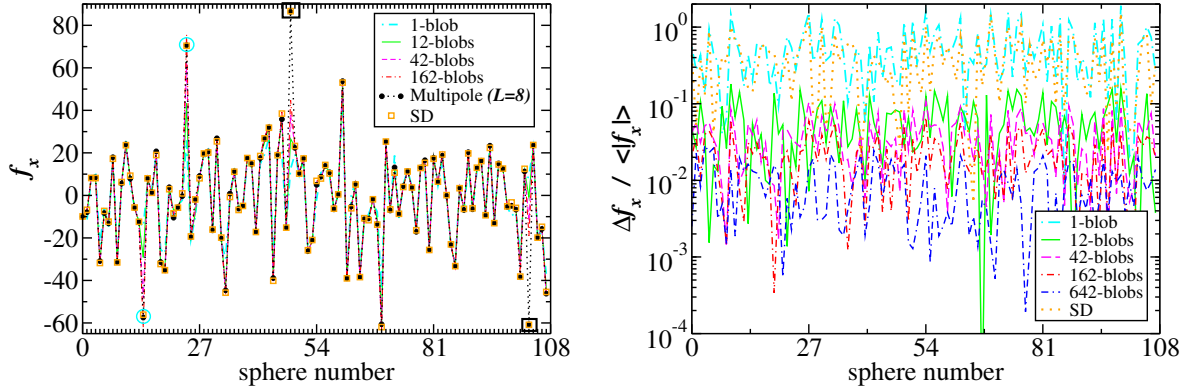 80
60
40
20
0
-20
-40
-60
f_x
0 27 54 81 108
sphere number
1-blob
12-blobs
42-blobs
162-blobs
Multipole (L=8)
SD
10^0
10^-1
10^-2
10^-3
10^-4
Δf_x / <|f_x|>
0 27 54 81 108
sphere number
1-blob
12-blobs
42-blobs
162-blobs
642-blobs
SD